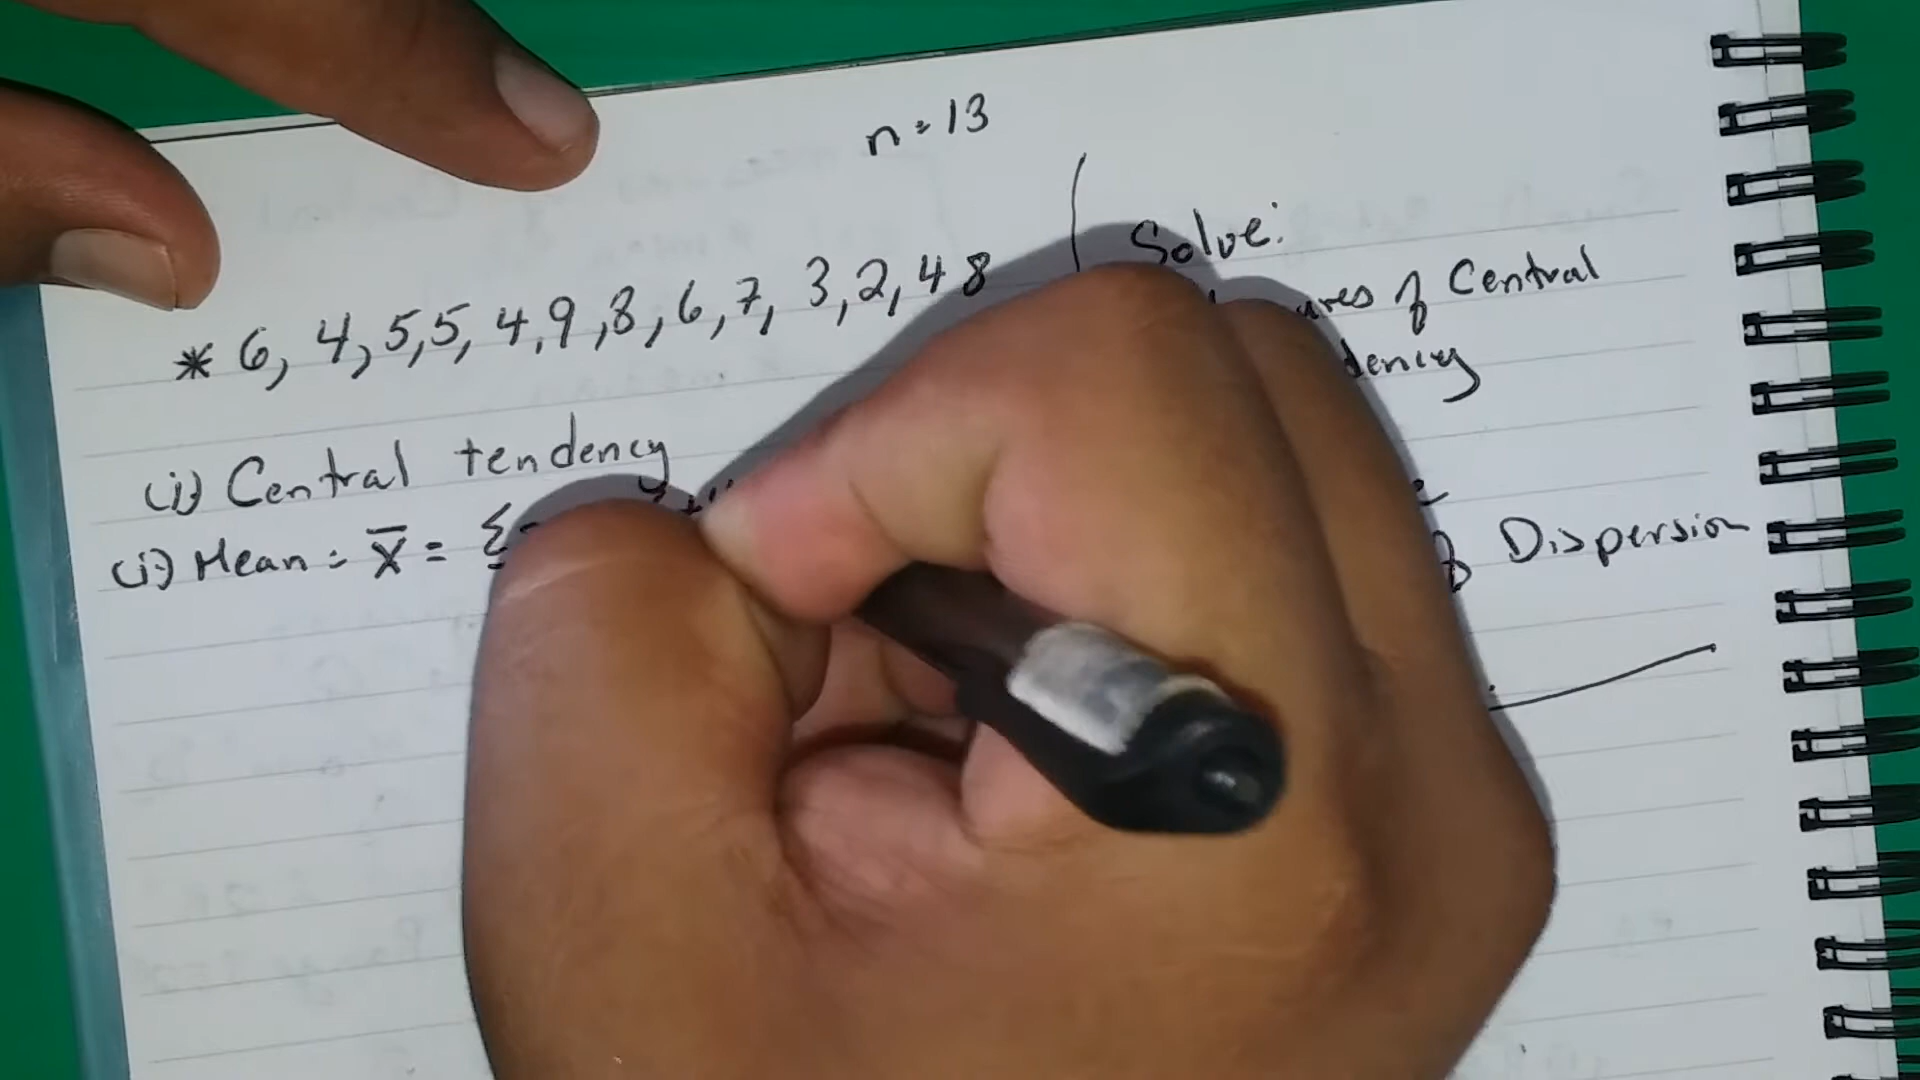 n = 13
* 6, 4, 5, 5, 4, 9, 8, 6, 7, 3, 2, 4 8
Solve:
of Central
(i) Central tendency
(i) Mean = X̄ = Σ
Dispersion